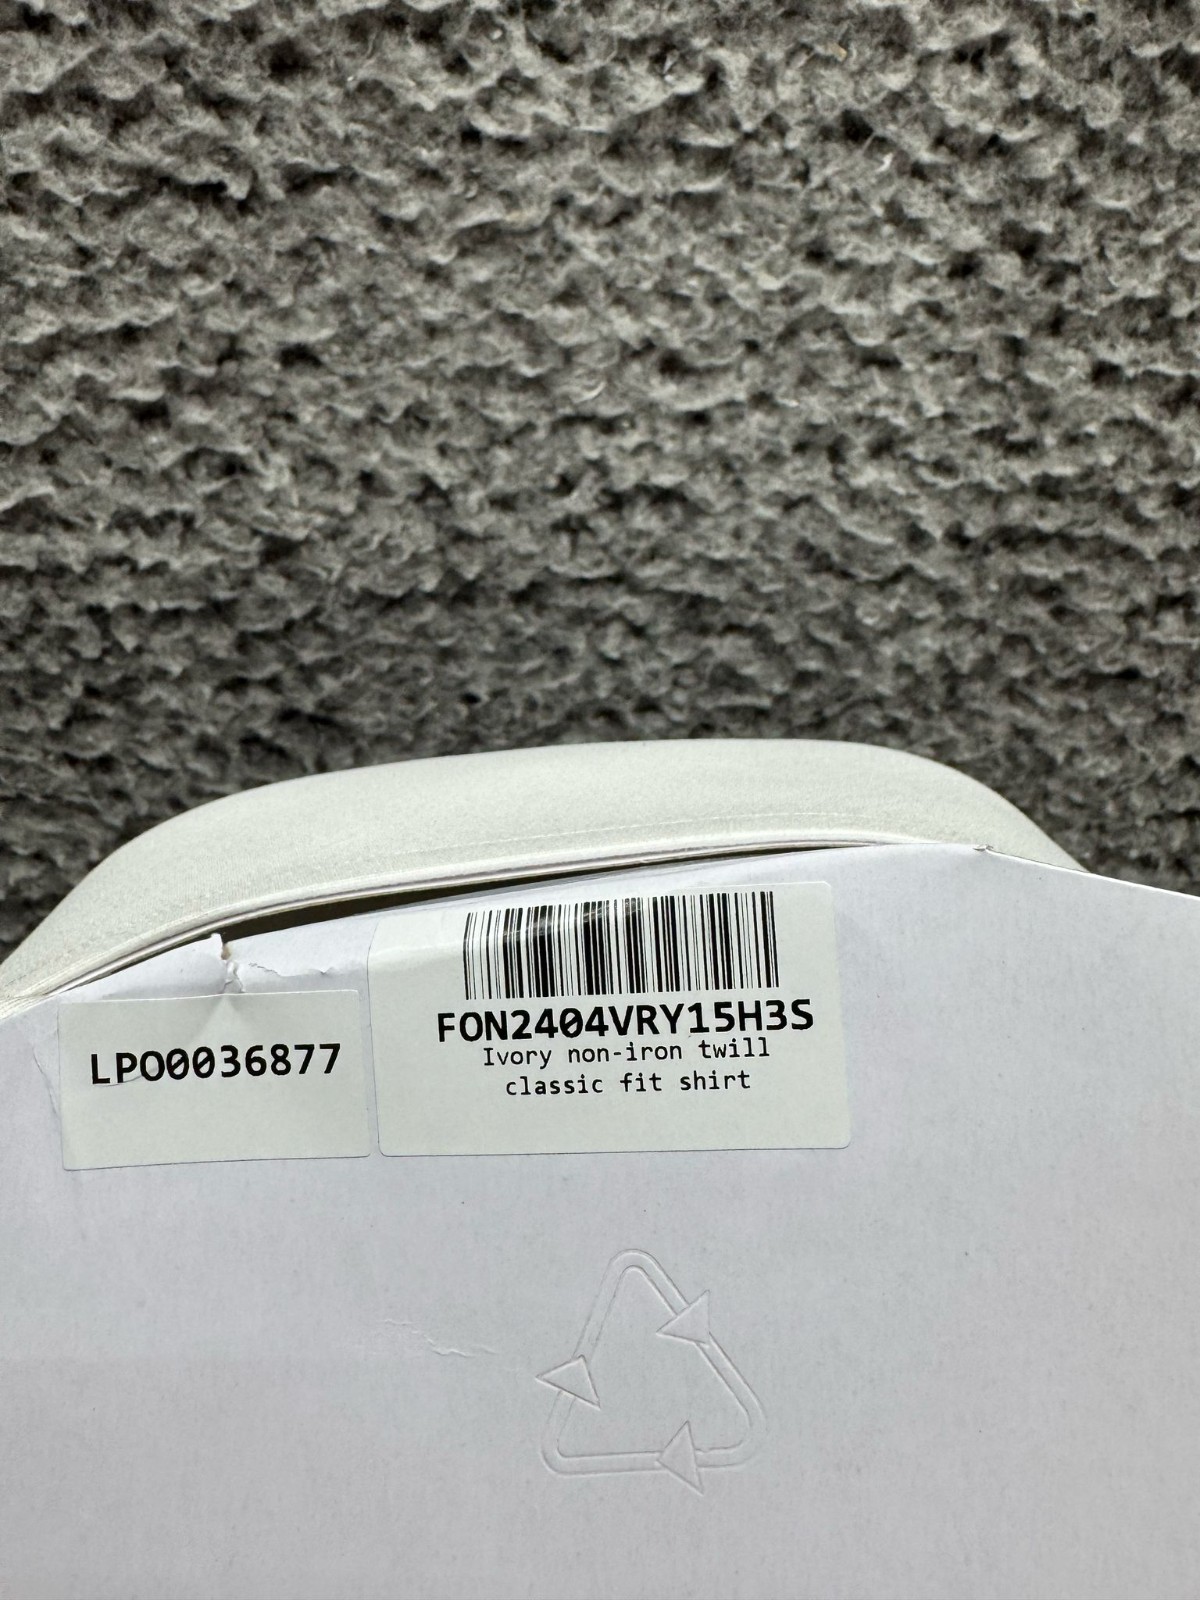 FON2404VRY15H3S
Ivory non-iron twill
classic fit shirt
LPO0036877